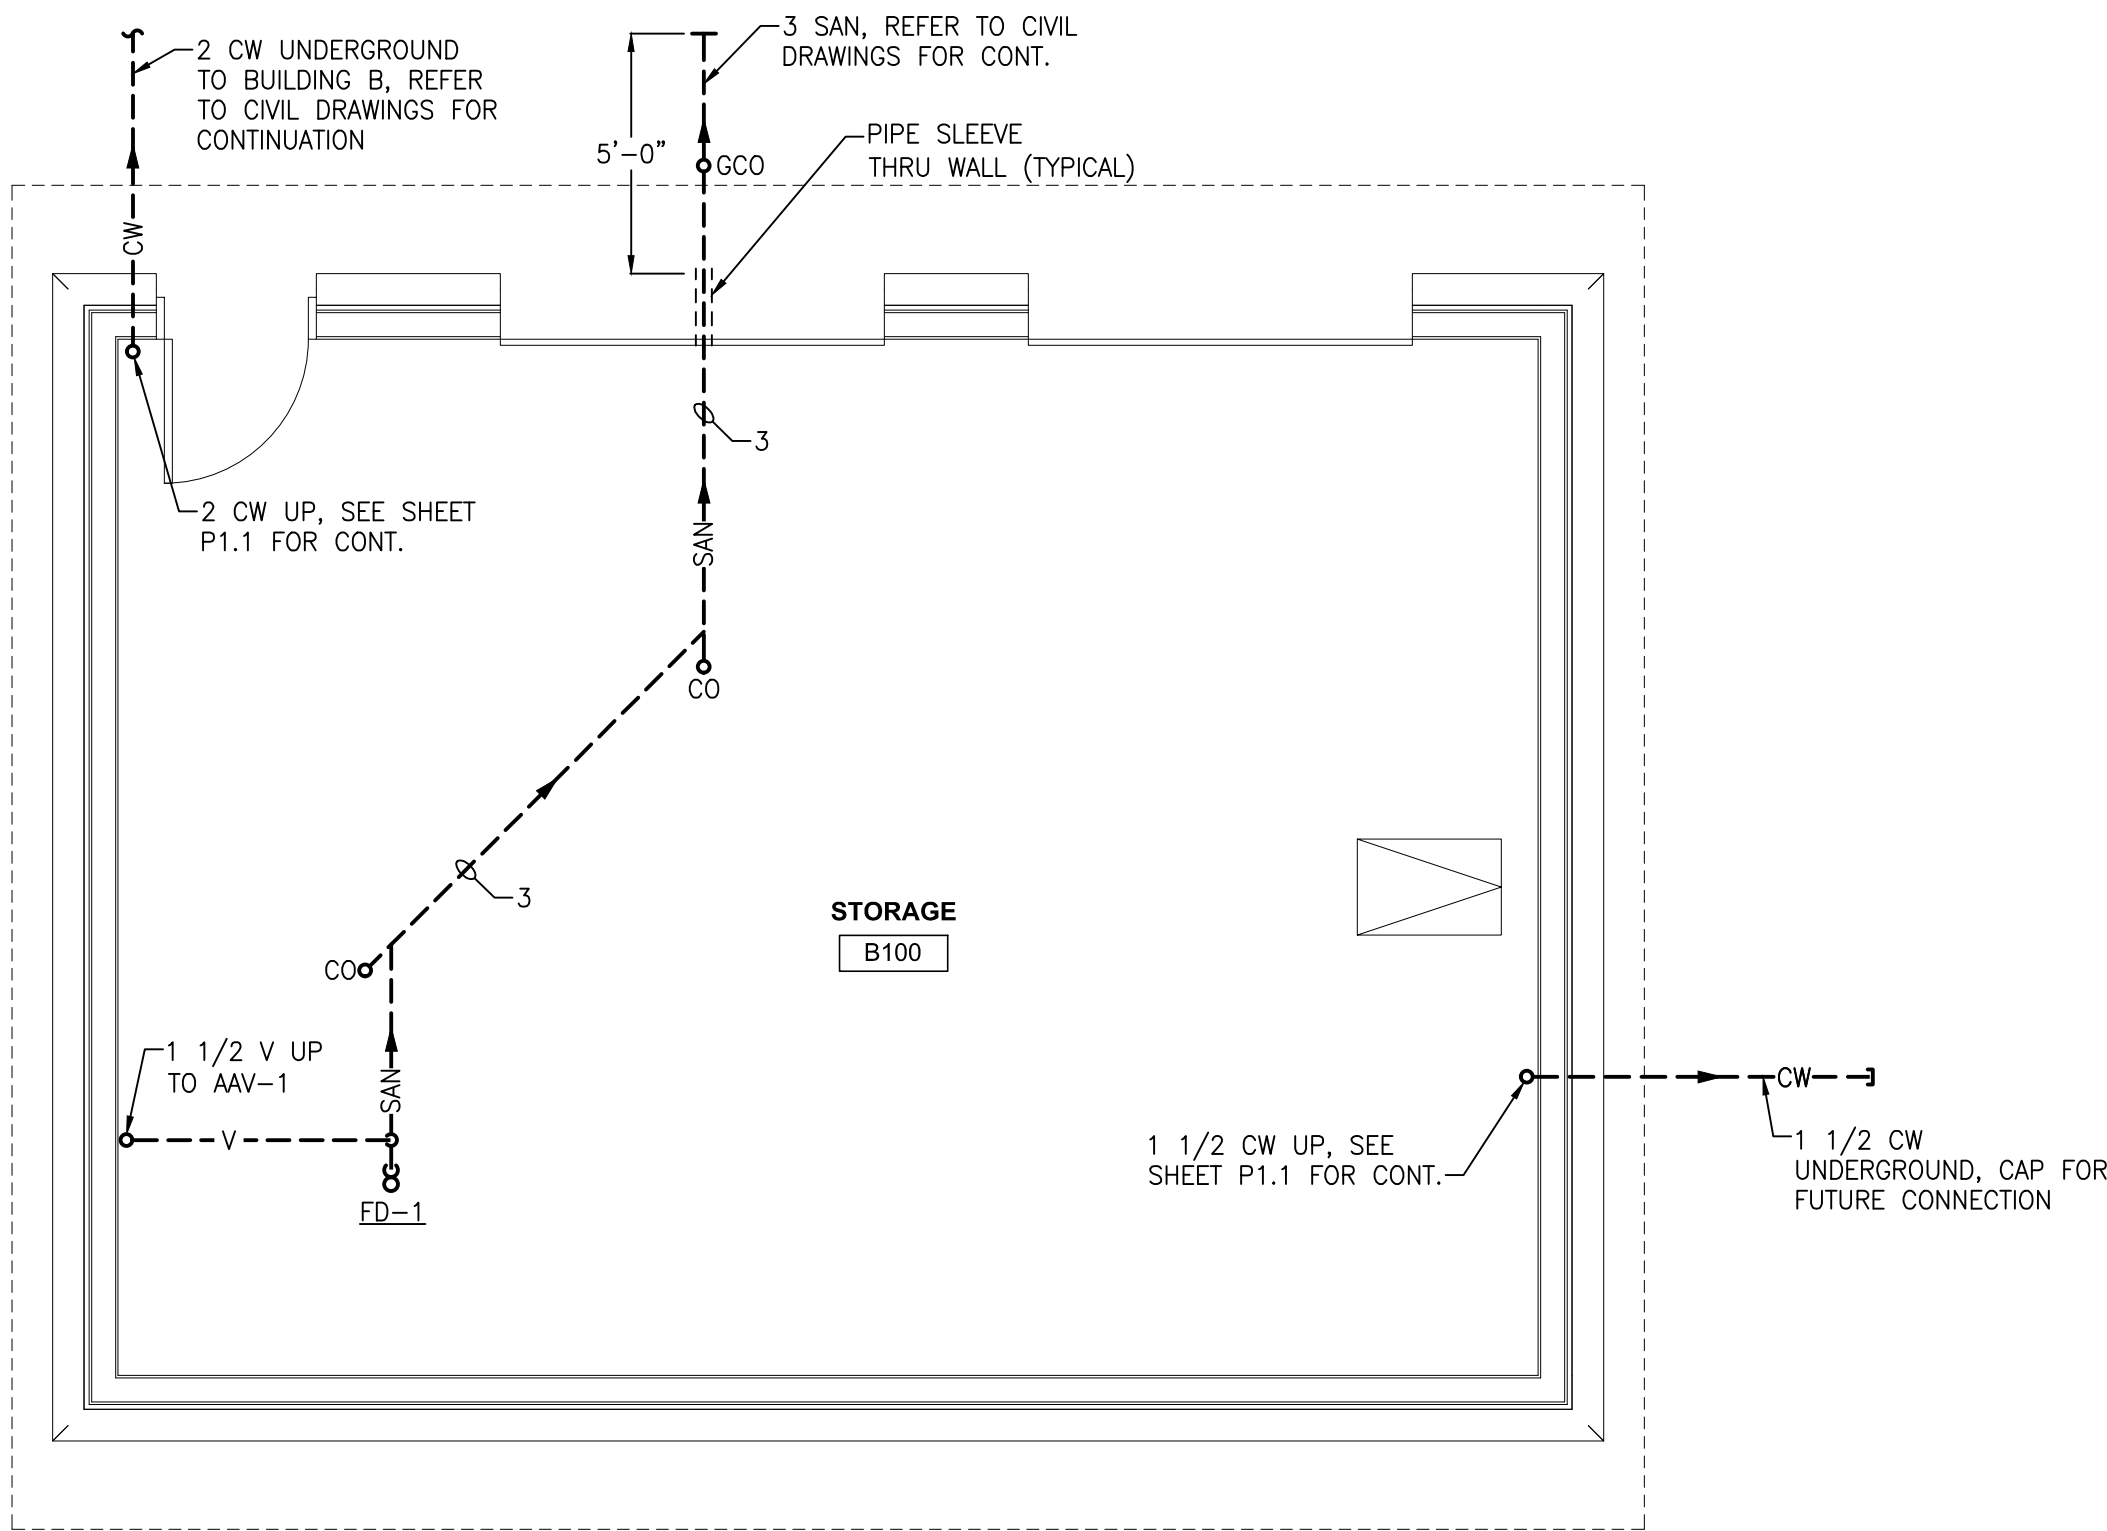 3 SAN, REFER TO CIVIL
DRAWINGS FOR CONT.
2 CW UNDERGROUND
TO BUILDING B, REFER
TO CIVIL DRAWINGS FOR
CONTINUATION
PIPE SLEEVE
THRU WALL (TYPICAL)
5'-0"
GCO
CW
3
2 CW UP, SEE SHEET
P1.1 FOR CONT.
SAN
CO
3
STORAGE
B100
CO
1 1/2 V UP
TO AAV-1
SAN
V
FD-1
CW
1 1/2 CW UP, SEE
SHEET P1.1 FOR CONT.
1 1/2 CW
UNDERGROUND, CAP FOR
FUTURE CONNECTION